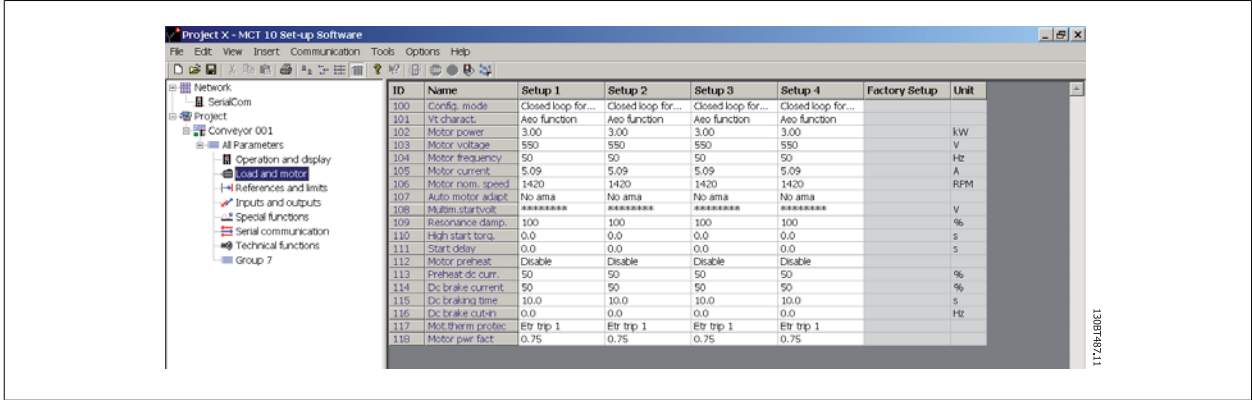 Project X - MCT 10 Set-up Software
File Edit View Insert Communication Tools Options Help
Network
SerialCom
Project
Conveyor 001
All Parameters
Operation and display
Load and motor
References and limits
Inputs and outputs
Special functions
Serial communication
Technical functions
Group 7
ID Name Setup 1 Setup 2 Setup 3 Setup 4 Factory Setup Unit
100 Config. mode Closed loop for... Closed loop for... Closed loop for... Closed loop for...
101 Vt charact. Aeo function Aeo function Aeo function Aeo function
102 Motor power 3.00 3.00 3.00 3.00 kW
103 Motor voltage 550 550 550 550 V
104 Motor frequency 50 50 50 50 Hz
105 Motor current 5.09 5.09 5.09 5.09 A
106 Motor nom. speed 1420 1420 1420 1420 RPM
107 Auto motor adapt No ama No ama No ama No ama
108 Multim.startvolt ******** ******** ******** ******** V
109 Resonance damp. 100 100 100 100 %
110 High start torq. 0.0 0.0 0.0 0.0 s
111 Start delay 0.0 0.0 0.0 0.0 s
112 Motor preheat Disable Disable Disable Disable
113 Preheat dc curr. 50 50 50 50 %
114 Dc brake current 50 50 50 50 %
115 Dc braking time 10.0 10.0 10.0 10.0 s
116 Dc brake cut-in 0.0 0.0 0.0 0.0 Hz
117 Mot.therm protec Etr trip 1 Etr trip 1 Etr trip 1 Etr trip 1
118 Motor pwr fact 0.75 0.75 0.75 0.75
130BT487.11